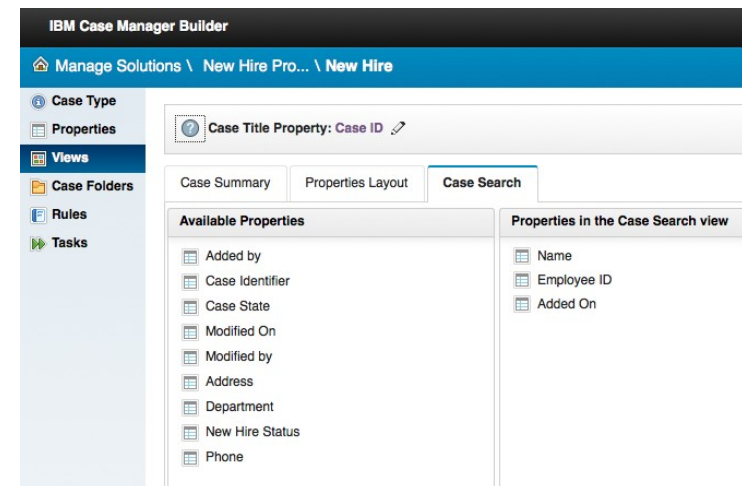 IBM Case Manager Builder
Manage Solutions \ New Hire Pro... \ New Hire
Case Type
Properties
Views
Case Folders
Rules
Tasks
? Case Title Property: Case ID
Case Summary Properties Layout Case Search
Available Properties
Added by
Case Identifier
Case State
Modified On
Modified by
Address
Department
New Hire Status
Phone
Properties in the Case Search view
Name
Employee ID
Added On